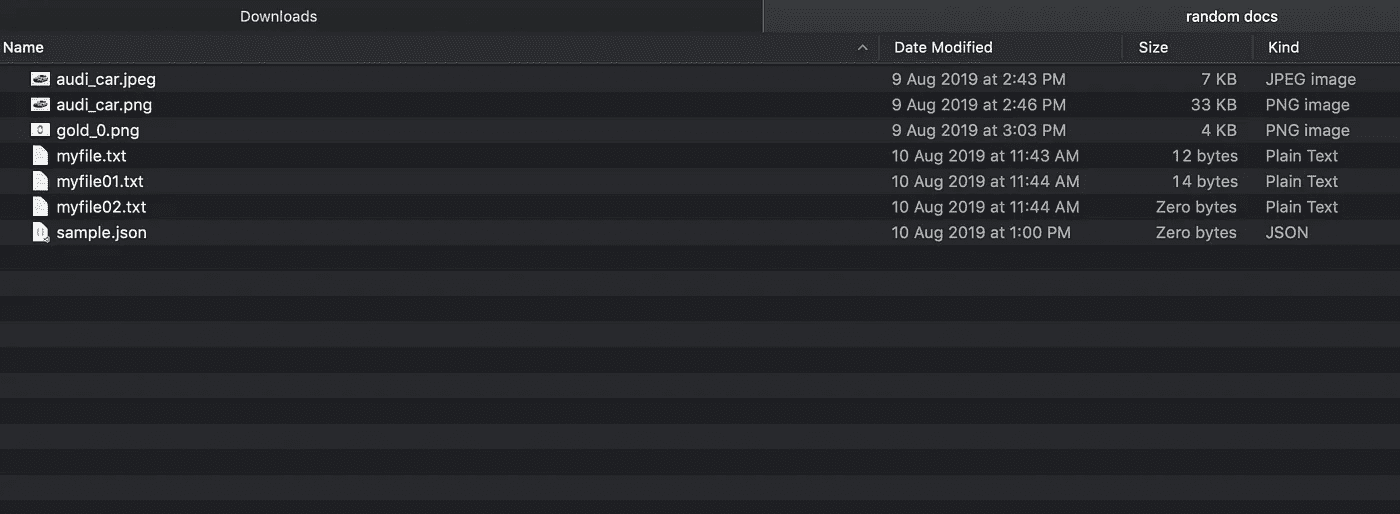 Downloads random docs
Name Date Modified Size Kind
audi_car.jpeg 9 Aug 2019 at 2:43 PM 7 KB JPEG image
audi_car.png 9 Aug 2019 at 2:46 PM 33 KB PNG image
gold_0.png 9 Aug 2019 at 3:03 PM 4 KB PNG image
myfile.txt 10 Aug 2019 at 11:43 AM 12 bytes Plain Text
myfile01.txt 10 Aug 2019 at 11:44 AM 14 bytes Plain Text
myfile02.txt 10 Aug 2019 at 11:44 AM Zero bytes Plain Text
sample.json 10 Aug 2019 at 1:00 PM Zero bytes JSON